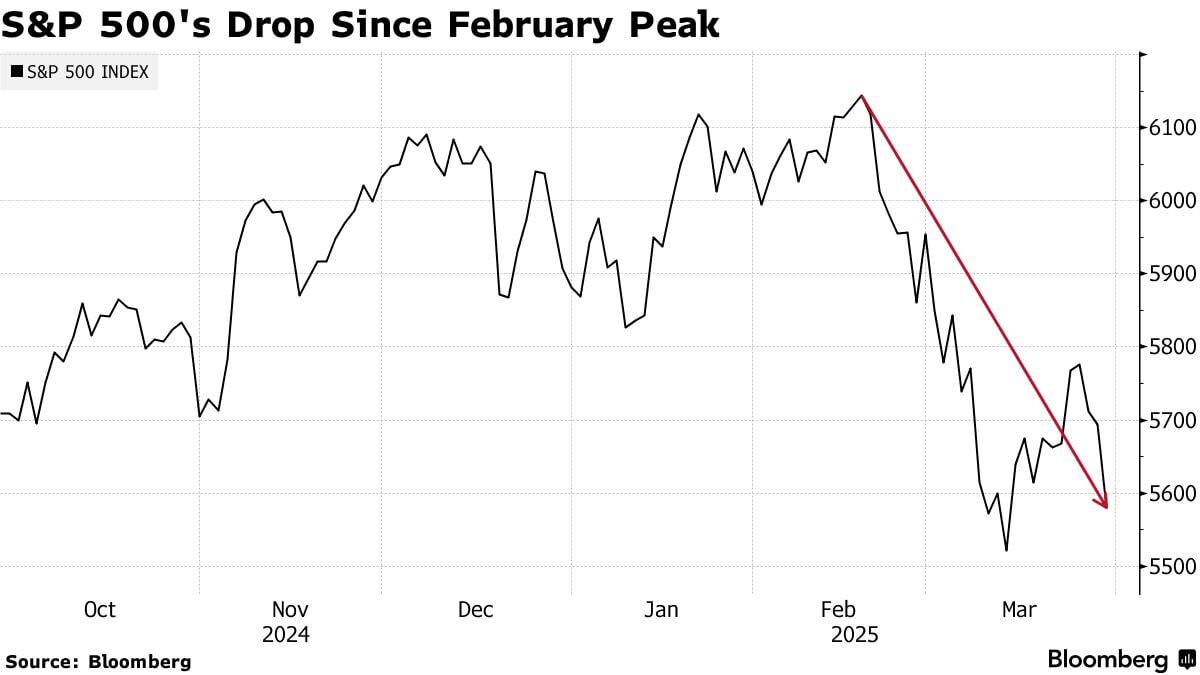 S&P 500's Drop Since February Peak
S&P 500 INDEX
6100
6000
5900
5800
5700
5600
5500
Oct Nov Dec Jan Feb Mar
2024 2025
Source: Bloomberg
Bloomberg